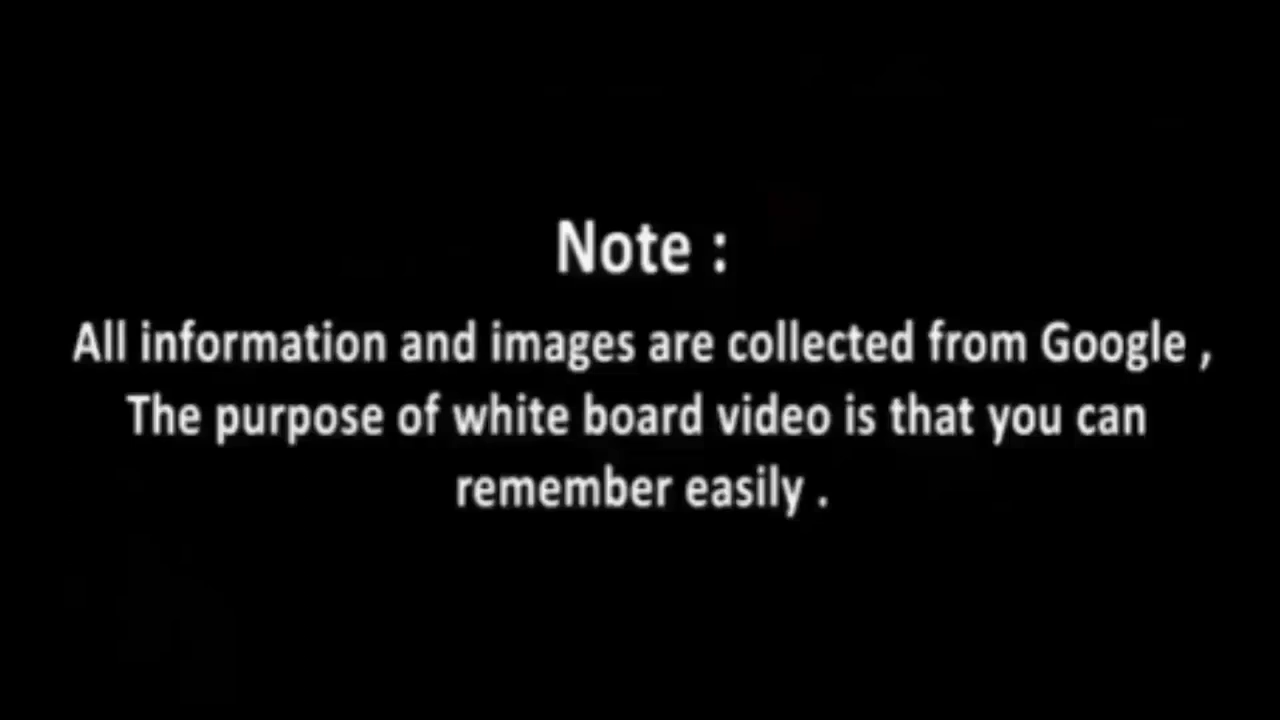 Note :
All information and images are collected from Google ,
The purpose of white board video is that you can
remember easily .